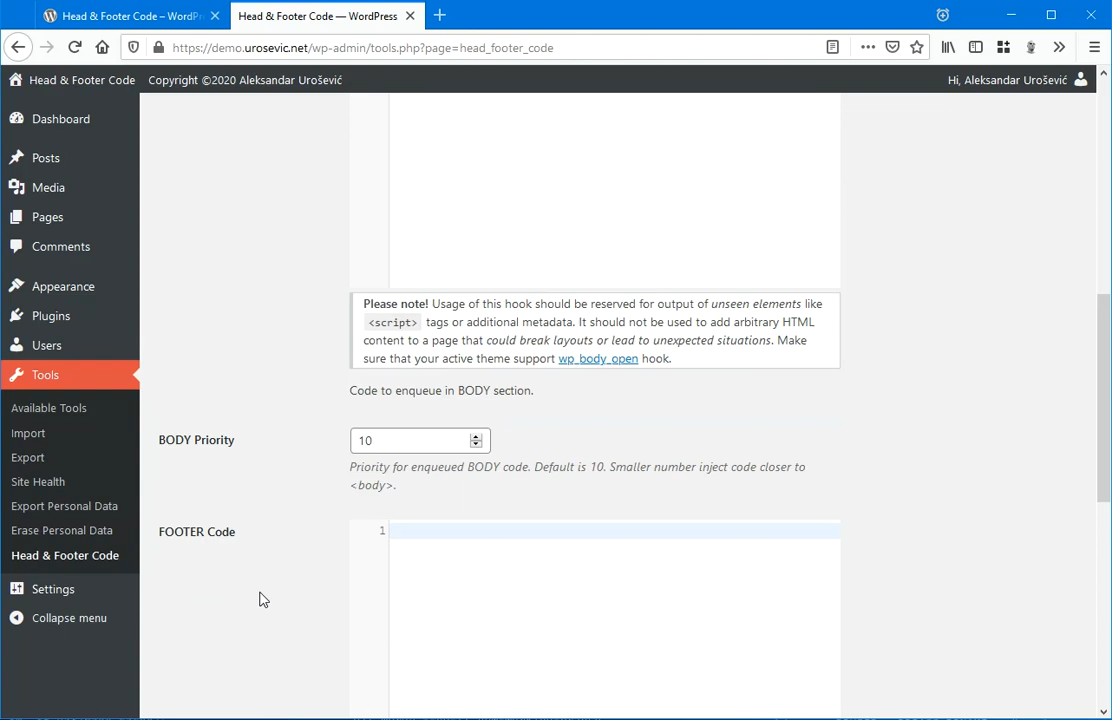 Head & Footer Code – WordPr
Head & Footer Code — WordPress
https://demo.urosevic.net/wp-admin/tools.php?page=head_footer_code
Head & Footer Code
Copyright ©2020 Aleksandar Urošević
Hi, Aleksandar Urošević
Dashboard
Posts
Media
Pages
Comments
Appearance
Plugins
Users
Tools
Available Tools
Import
Export
Site Health
Export Personal Data
Erase Personal Data
Head & Footer Code
Settings
Collapse menu
Please note! Usage of this hook should be reserved for output of unseen elements like
<script> tags or additional metadata. It should not be used to add arbitrary HTML
content to a page that could break layouts or lead to unexpected situations. Make
sure that your active theme support wp_body_open hook.
Code to enqueue in BODY section.
BODY Priority
10
Priority for enqueued BODY code. Default is 10. Smaller number inject code closer to
<body>.
FOOTER Code
1